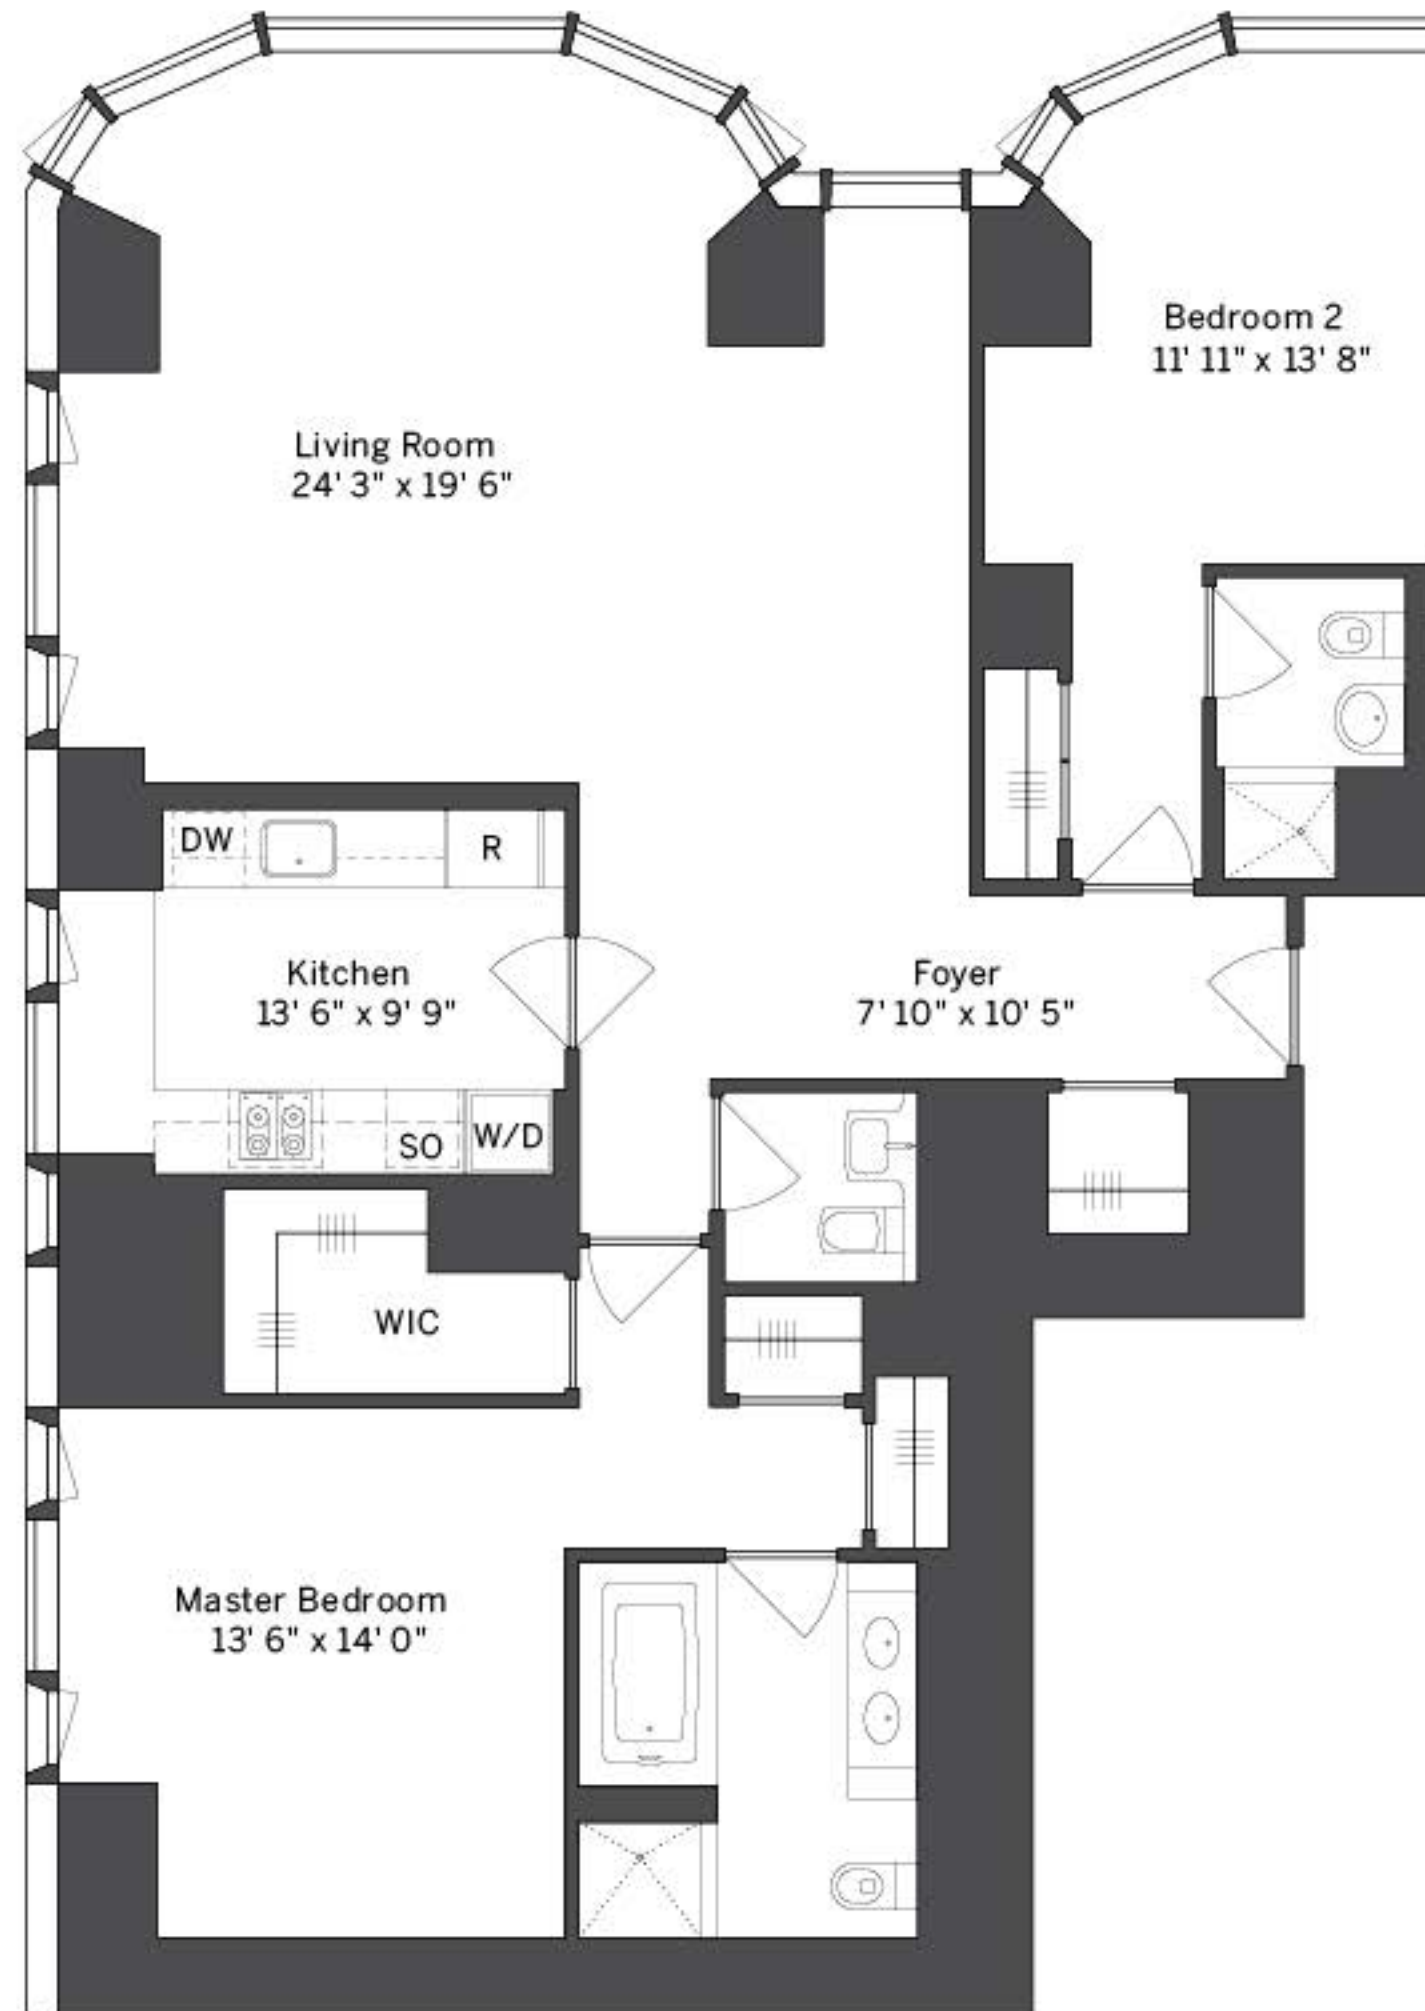 Bedroom 2
11' 11" x 13' 8"
Living Room
24' 3" x 19' 6"
DW
R
Kitchen
13' 6" x 9' 9"
Foyer
7' 10" x 10' 5"
SO
W/D
WIC
Master Bedroom
13' 6" x 14' 0"